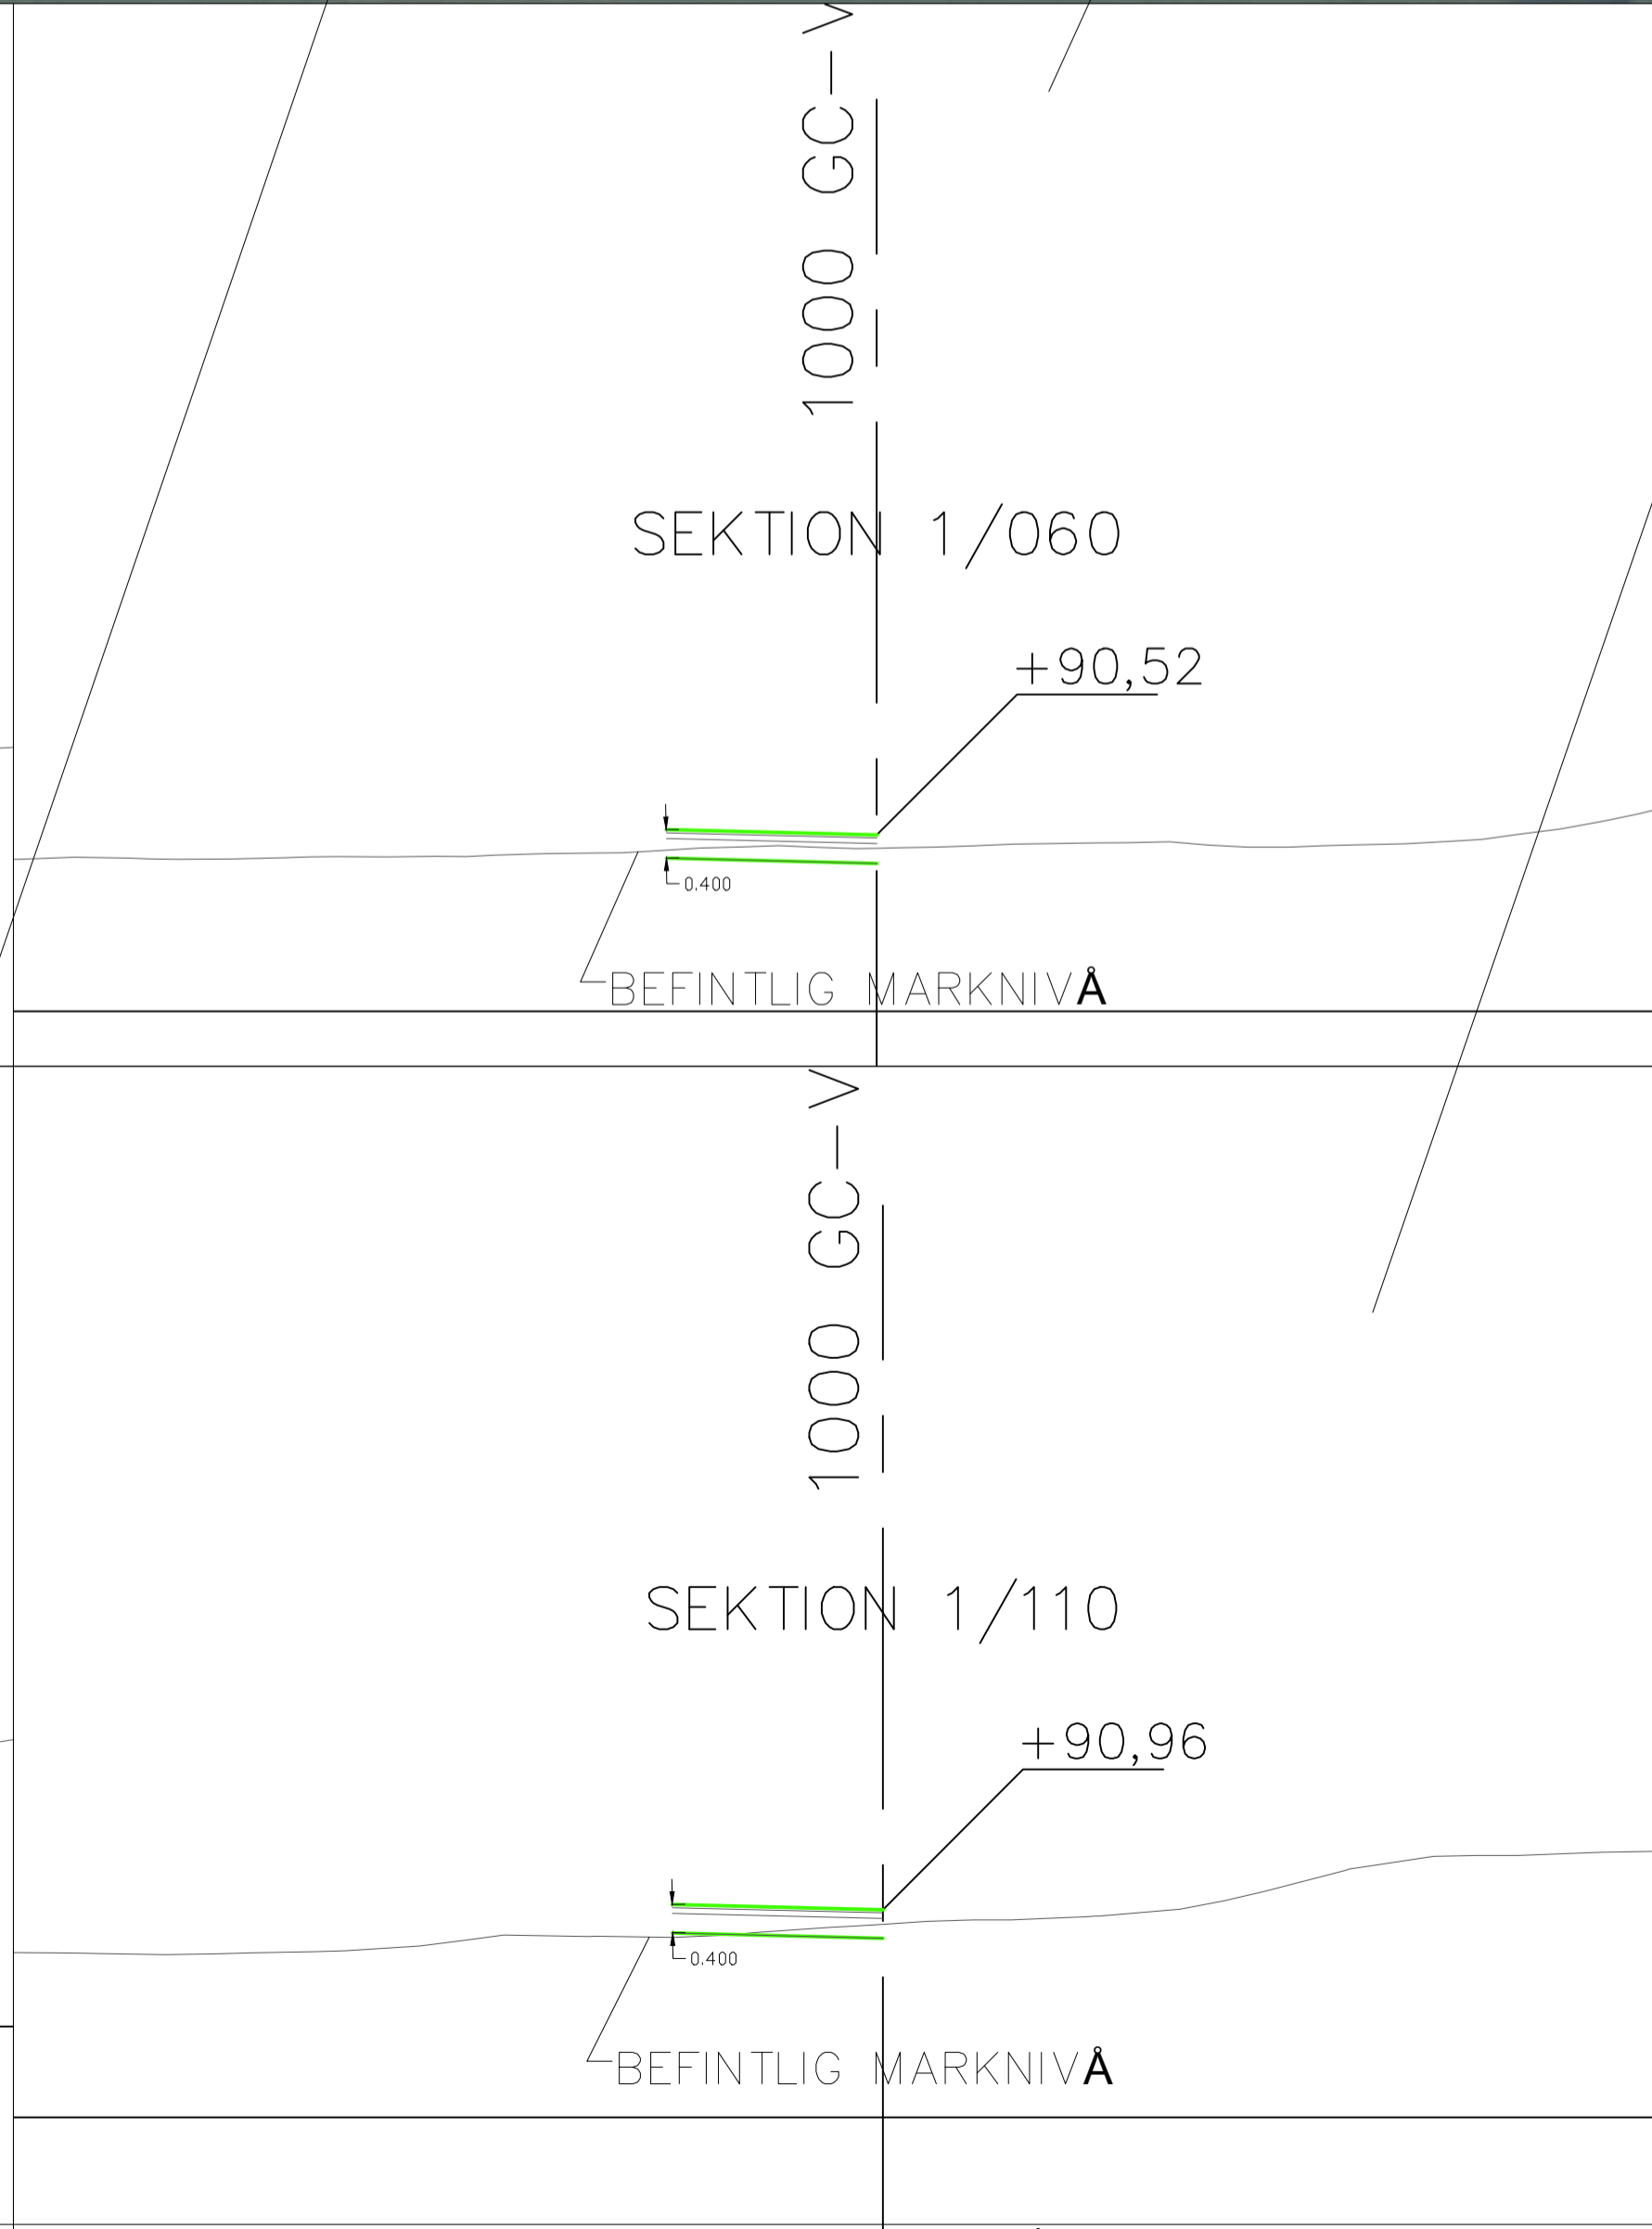 1000 GC-V
SEKTION 1/060
+90,52
0.400
BEFINTLIG MARKNIVÅ
1000 GC-V
SEKTION 1/110
+90,96
0.400
BEFINTLIG MARKNIVÅ